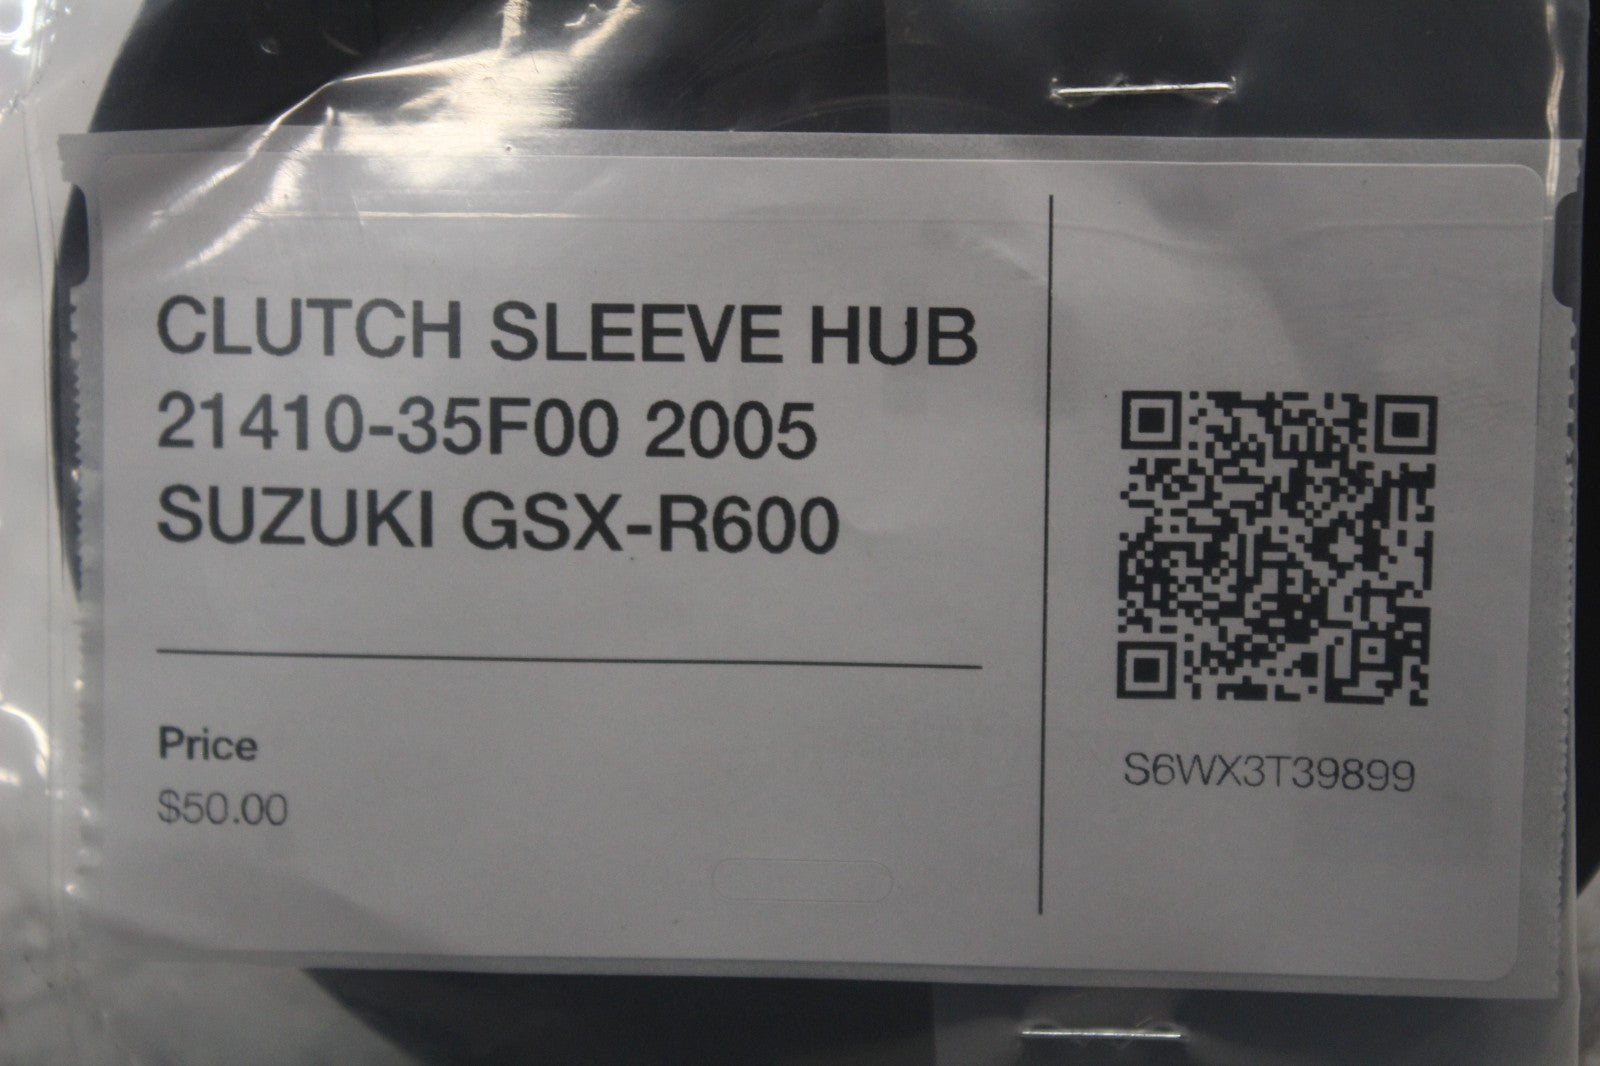 CLUTCH SLEEVE HUB
21410-35F00 2005
SUZUKI GSX-R600
Price
$50.00
S6WX3T39899